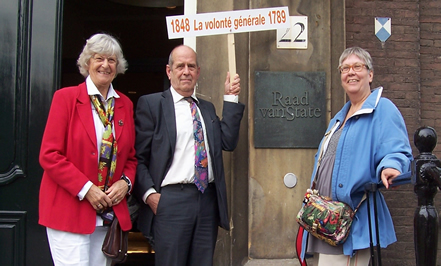 1848 La volonté générale 1789
22
Raad
van State